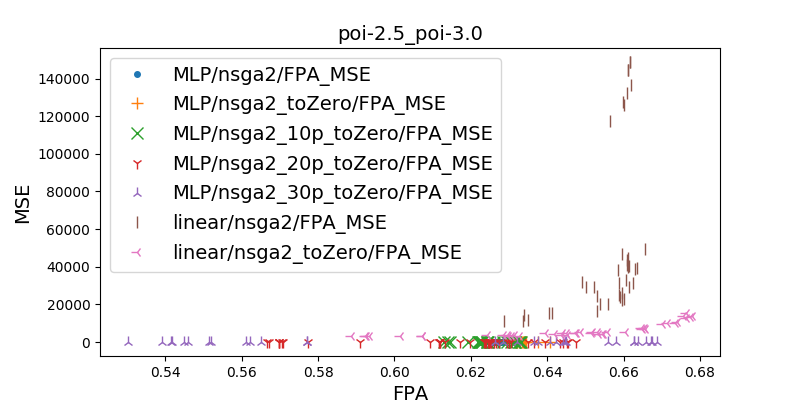 poi-2.5_poi-3.0
MLP/nsga2/FPA_MSE
MLP/nsga2_toZero/FPA_MSE
MLP/nsga2_10p_toZero/FPA_MSE
MLP/nsga2_20p_toZero/FPA_MSE
MLP/nsga2_30p_toZero/FPA_MSE
linear/nsga2/FPA_MSE
linear/nsga2_toZero/FPA_MSE
MSE
140000
120000
100000
80000
60000
40000
20000
0
0.54 0.56 0.58 0.60 0.62 0.64 0.66 0.68
FPA